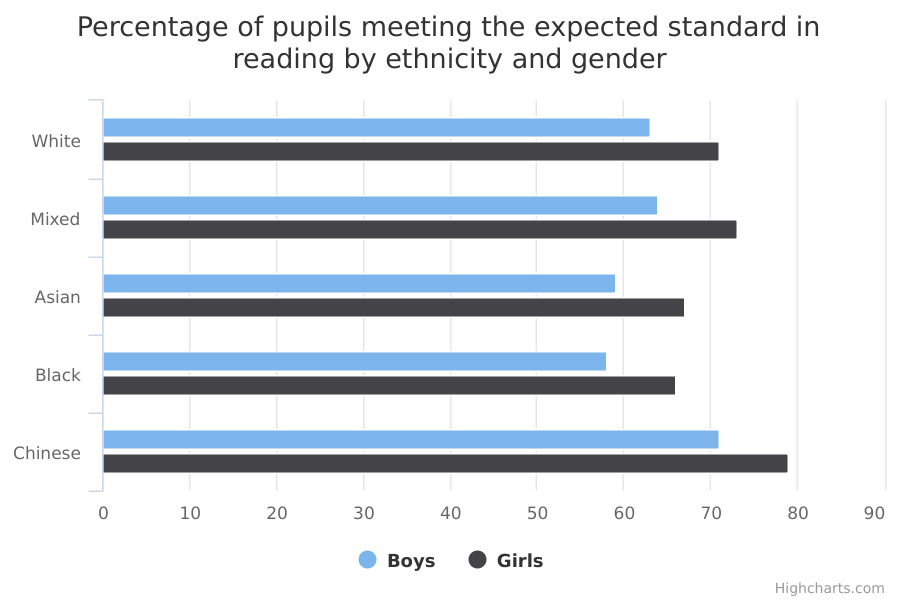 Percentage of pupils meeting the expected standard in
reading by ethnicity and gender
White
Mixed
Asian
Black
Chinese
0 10 20 30 40 50 60 70 80 90
Boys Girls
Highcharts.com